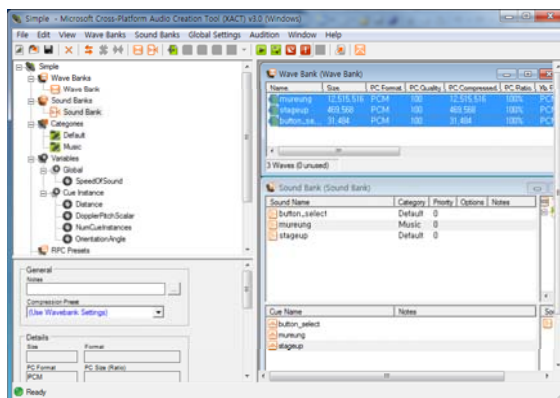 Simple - Microsoft Cross-Platform Audio Creation Tool (XACT) v3.0 (Windows)
File Edit View Wave Banks Sound Banks Global Settings Audition Window Help
Simple
Wave Banks
Wave Bank
Sound Banks
Sound Bank
Categories
Default
Music
Variables
Global
SpeedOfSound
Cue Instance
Distance
DopplerPitchScalar
NumCueInstances
OrientationAngle
RPC Presets
General
Notes
...
Compression Preset
(Use Wavebank Settings)
Details
Size Format
PC Format PC Size (Ratio)
PCM
Wave Bank (Wave Bank)
Name Size PC Format PC Quality PC Compressed PC Ratio
mureung 12,515,516 PCM 100 12,515,516 100%
stageup 469,568 PCM 100 469,568 100%
button_se... 31,484 PCM 100 31,484 100%
3 Waves (0 unused)
Sound Bank (Sound Bank)
Sound Name Category Priority Options Notes
button_select Default 0
mureung Music 0
stageup Default 0
Cue Name Notes
button_select
mureung
stageup
Ready